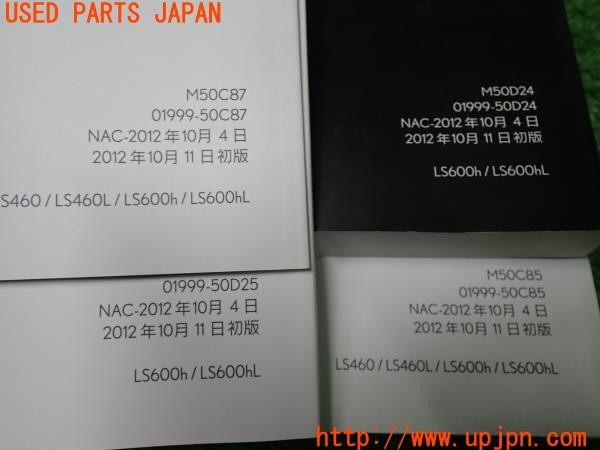 USED PARTS JAPAN
M50C87
01999-50C87
NAC-2012年10月 4日
2012年10月 11日初版
S460 / LS460L / LS600h / LS600hL
M50D24
01999-50D24
NAC-2012年10月 4日
2012年10月 11日初版
LS600h / LS600hL
01999-50D25
NAC-2012年10月 4日
2012年10月 11日初版
LS600h / LS600hL
M50C85
01999-50C85
NAC-2012年10月 4日
2012年10月 11日初版
LS460 / LS460L / LS600h / LS600hL
http://www.upjpn.com